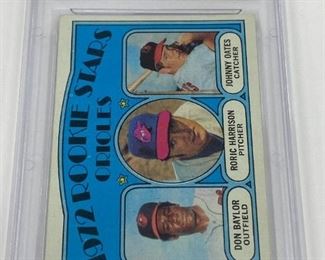 1972 ROOKIE STARS
ORIOLES
JOHNNY OATES
CATCHER
RORIC HARRISON
PITCHER
DON BAYLOR
OUTFIELD